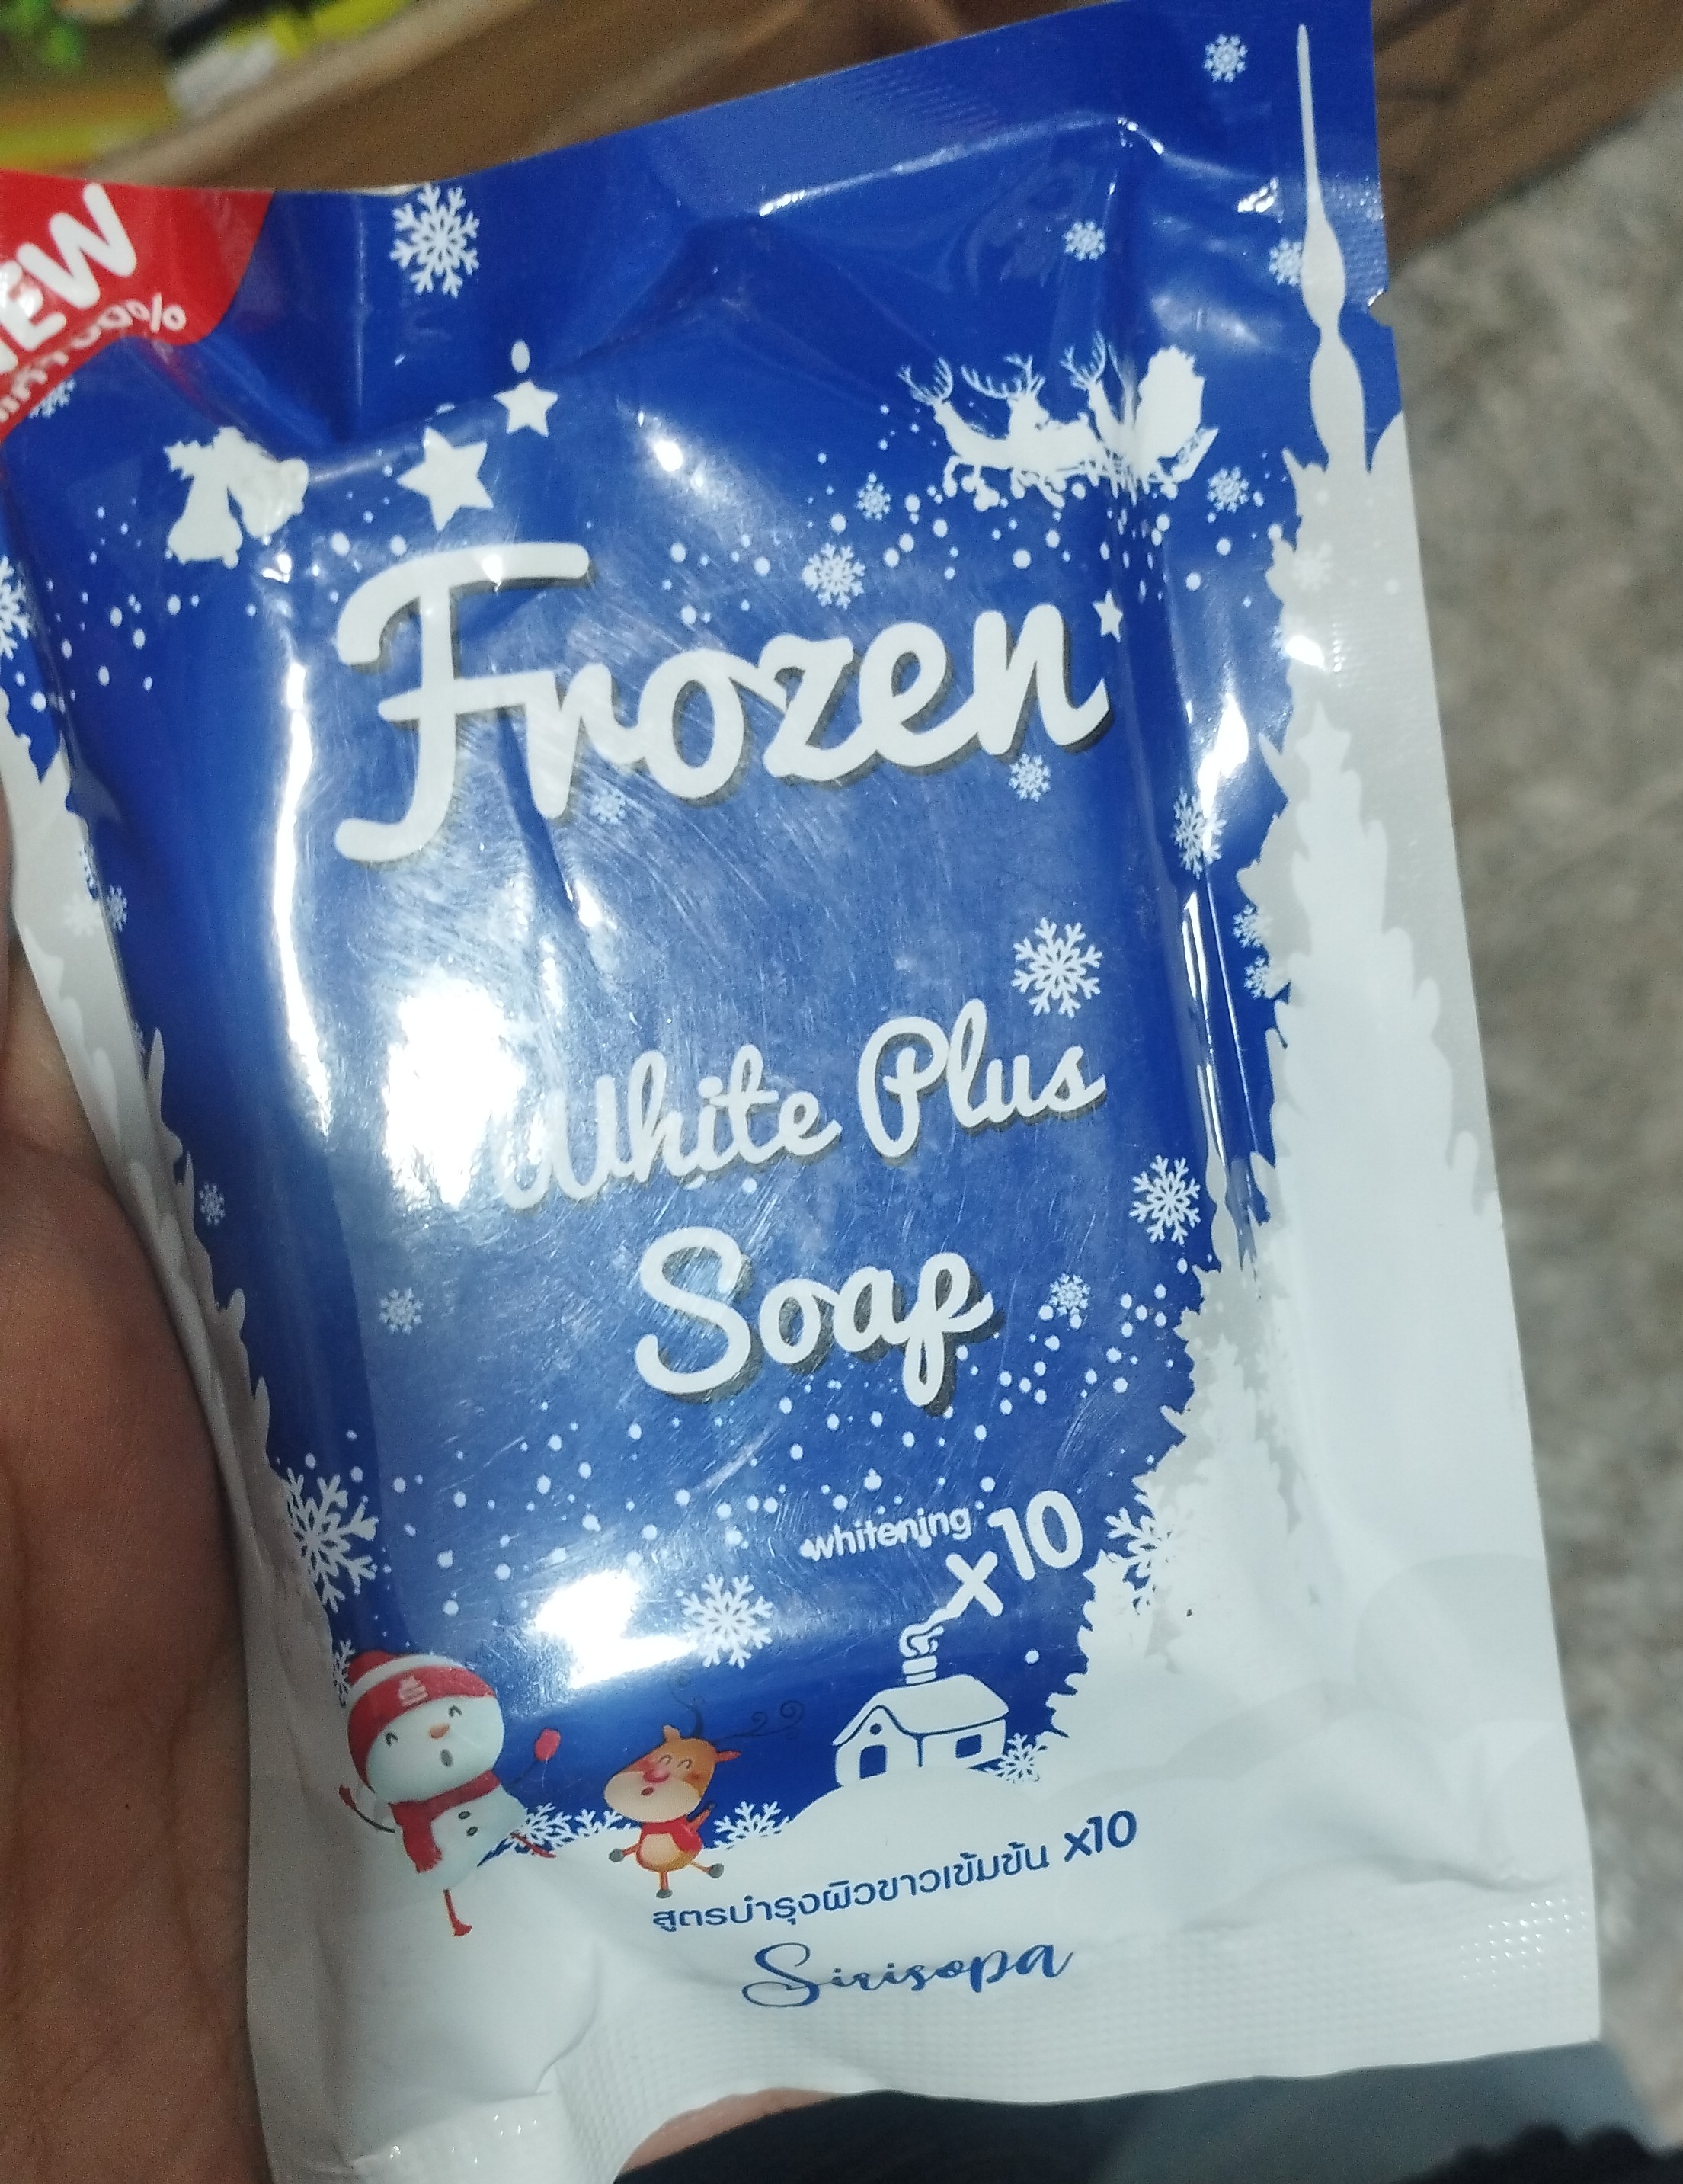 NEW
Frozen
White Plus
Soap
whitening
x10
สูตรบำรุงผิวขาวเข้มข้น x10
Sirisopa